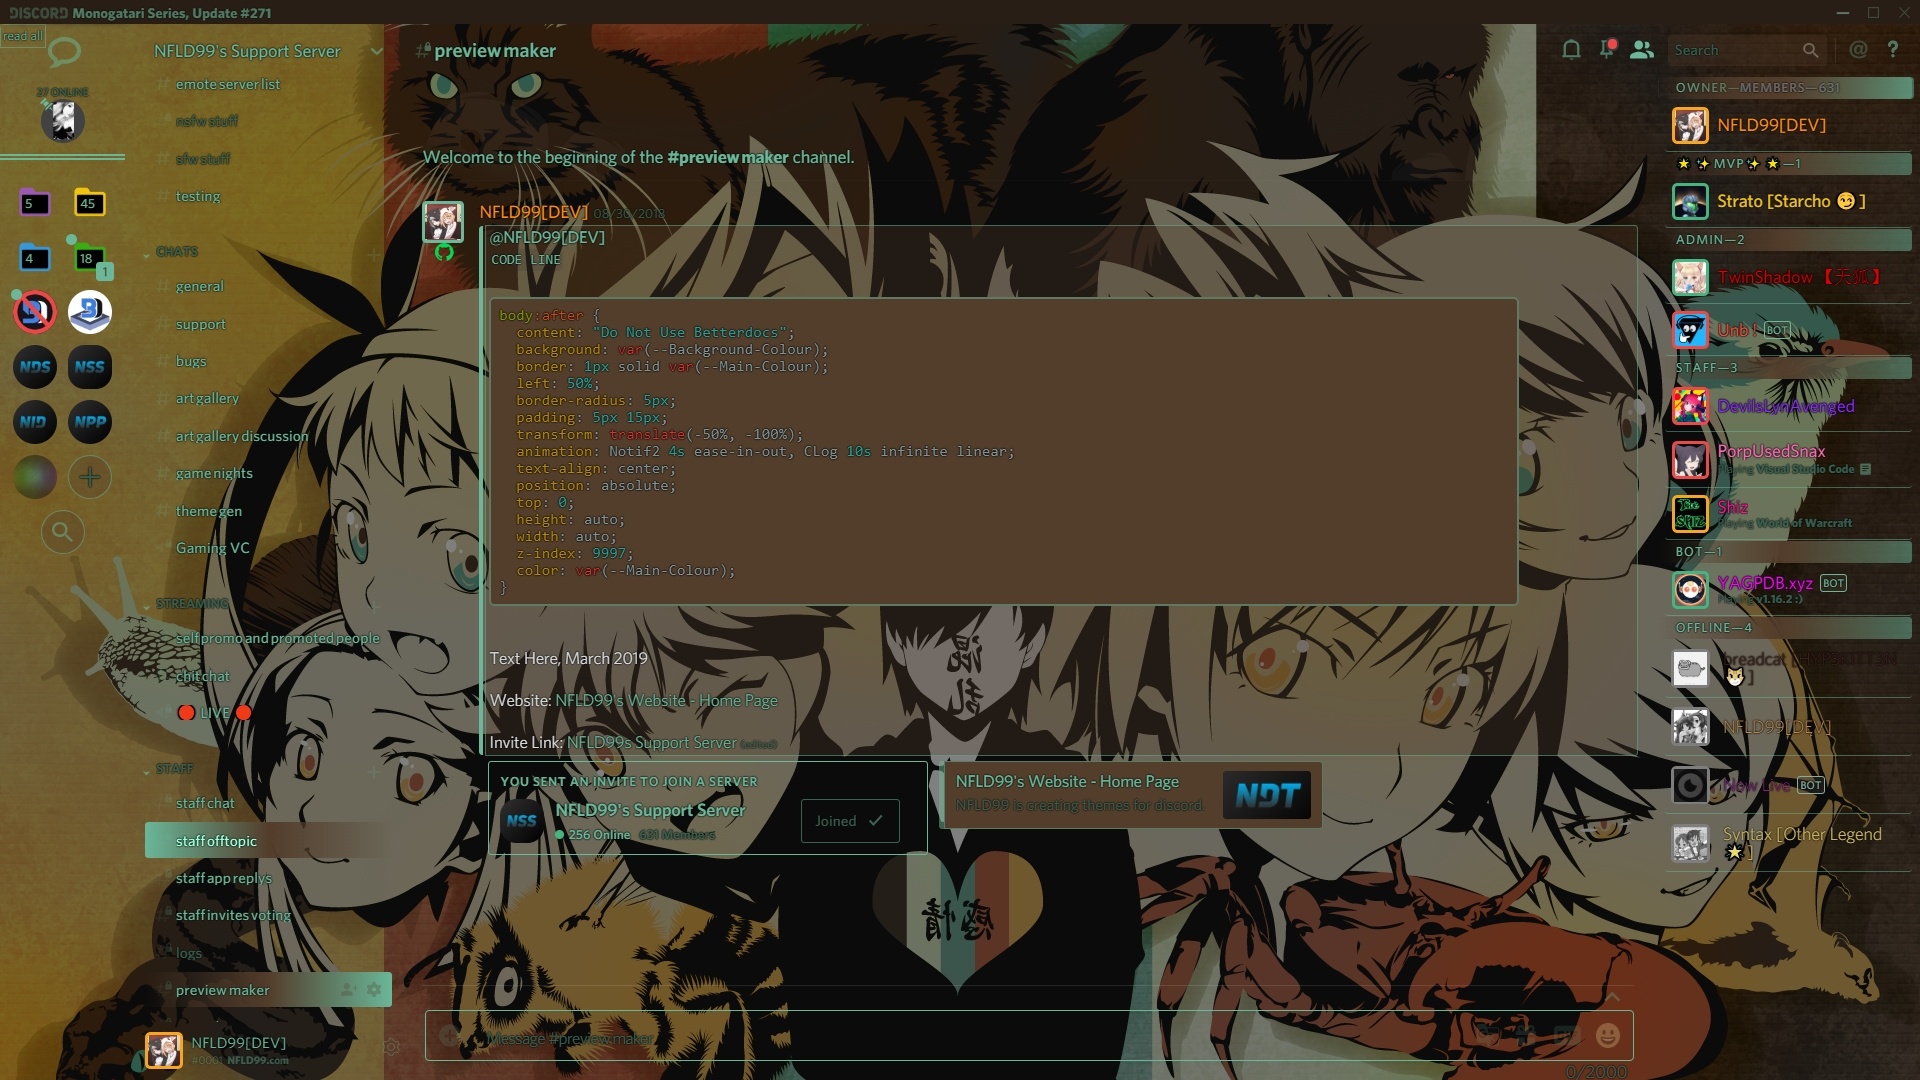 DISCORD Monogatari Series, Update #271
read all
27 ONLINE
5
45
4
18
1
NDS
NSS
NID
NPP
NFLD99's Support Server
emote server list
nsfw stuff
sfw stuff
testing
CHATS
general
support
bugs
art gallery
art gallery discussion
game nights
theme gen
Gaming VC
STREAMING
self promo and promoted people
chit chat
LIVE
STAFF
staff chat
staff offtopic
staff app replys
staff invites voting
logs
preview maker
NFLD99[DEV]
#0001 NFLD99.com
preview maker
Welcome to the beginning of the #preview maker channel.
NFLD99[DEV] 08/30/2018
@NFLD99[DEV]
CODE LINE
body:after {
content: "Do Not Use Betterdocs";
background: var(--Background-Colour);
border: 1px solid var(--Main-Colour);
left: 50%;
border-radius: 5px;
padding: 5px 15px;
transform: translate(-50%, -100%);
animation: Notif2 4s ease-in-out, CLog 10s infinite linear;
text-align: center;
position: absolute;
top: 0;
height: auto;
width: auto;
z-index: 9997;
color: var(--Main-Colour);
}
Text Here, March 2019
Website: NFLD99's Website - Home Page
Invite Link: NFLD99s Support Server (edited)
YOU SENT AN INVITE TO JOIN A SERVER
NSS
NFLD99's Support Server
256 Online 631 Members
Joined
NFLD99's Website - Home Page
NFLD99 is creating themes for discord.
NDT
感情
Message #preview maker
0/2000
Search
OWNER—MEMBERS—631
NFLD99[DEV]
MVP—1
Strato [Starcho 😏]
ADMIN—2
TwinShadow 【天狐】
Unb ! BOT
STAFF—3
DevilsLynAvenged
PorpUsedSnax
Playing Visual Studio Code
Shiz
Playing World of Warcraft
BOT—1
YAGPDB.xyz BOT
Playing v1.16.2 :)
OFFLINE—4
breadcat
NFLD99[DEV]
Now Live BOT
Syntax [Other Legend
🌟]